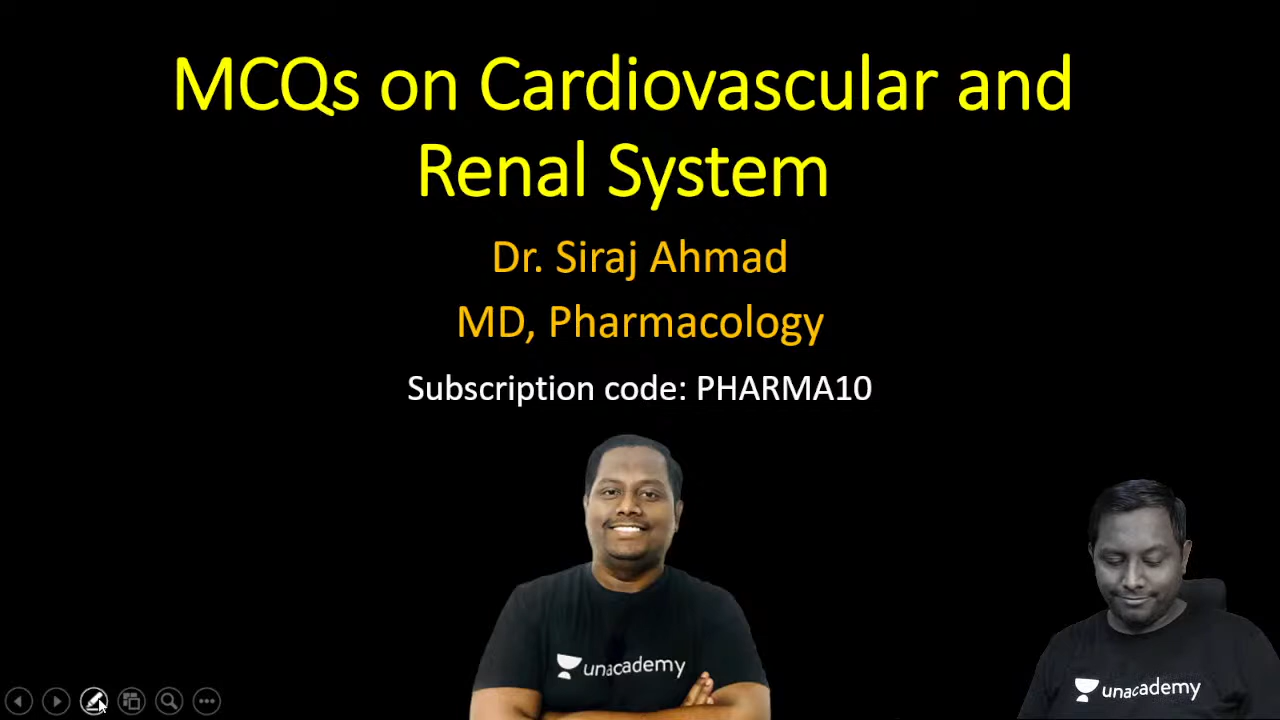 MCQs on Cardiovascular and
Renal System
Dr. Siraj Ahmad
MD, Pharmacology
Subscription code: PHARMA10
unacademy
unacademy